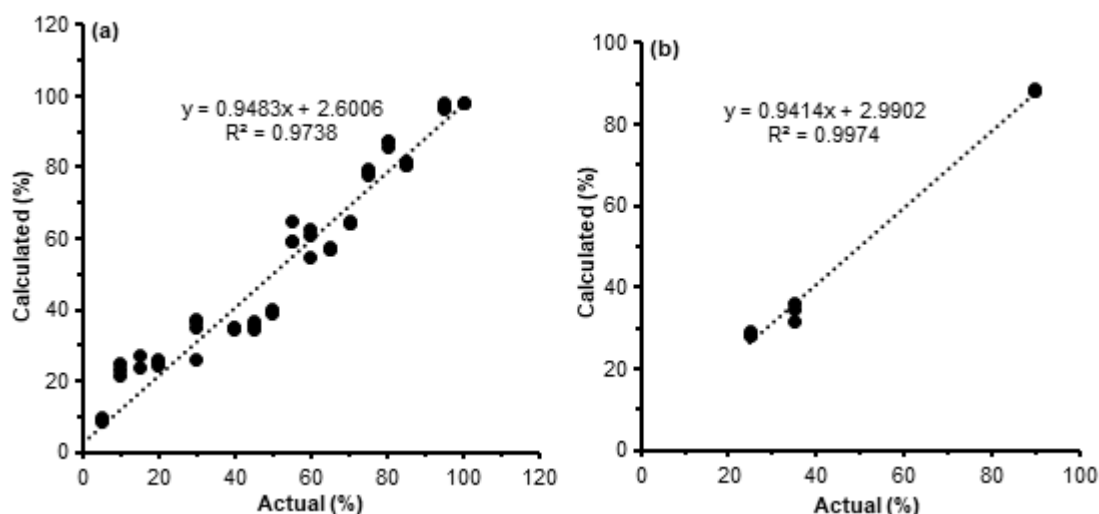 (a)
y = 0.9483x + 2.6006
R² = 0.9738
Calculated (%)
120
100
80
60
40
20
0
0 20 40 60 80 100 120
Actual (%)
(b)
y = 0.9414x + 2.9902
R² = 0.9974
Calculated (%)
100
80
60
40
20
0
0 20 40 60 80 100
Actual (%)